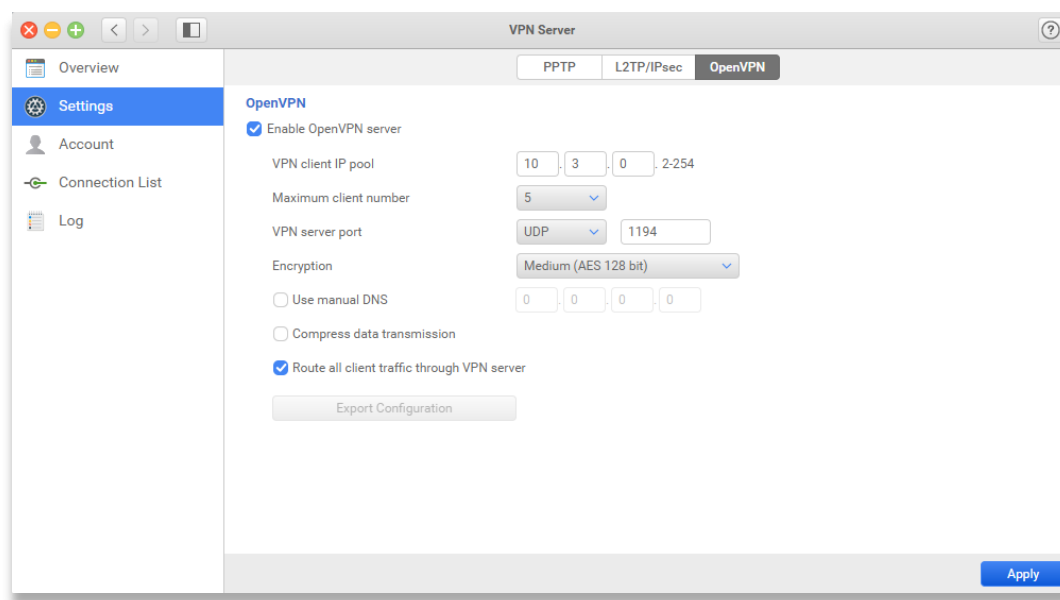 VPN Server
?
Overview
Settings
Account
Connection List
Log
PPTP L2TP/IPsec OpenVPN
OpenVPN
Enable OpenVPN server
VPN client IP pool 10 . 3 . 0 . 2-254
Maximum client number 5
VPN server port UDP 1194
Encryption Medium (AES 128 bit)
Use manual DNS 0 . 0 . 0 . 0
Compress data transmission
Route all client traffic through VPN server
Export Configuration
Apply